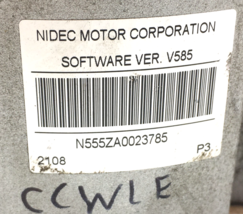 NIDEC MOTOR CORPORATION
SOFTWARE VER. V585
N555ZA0023785
2108 P3
CCWLE